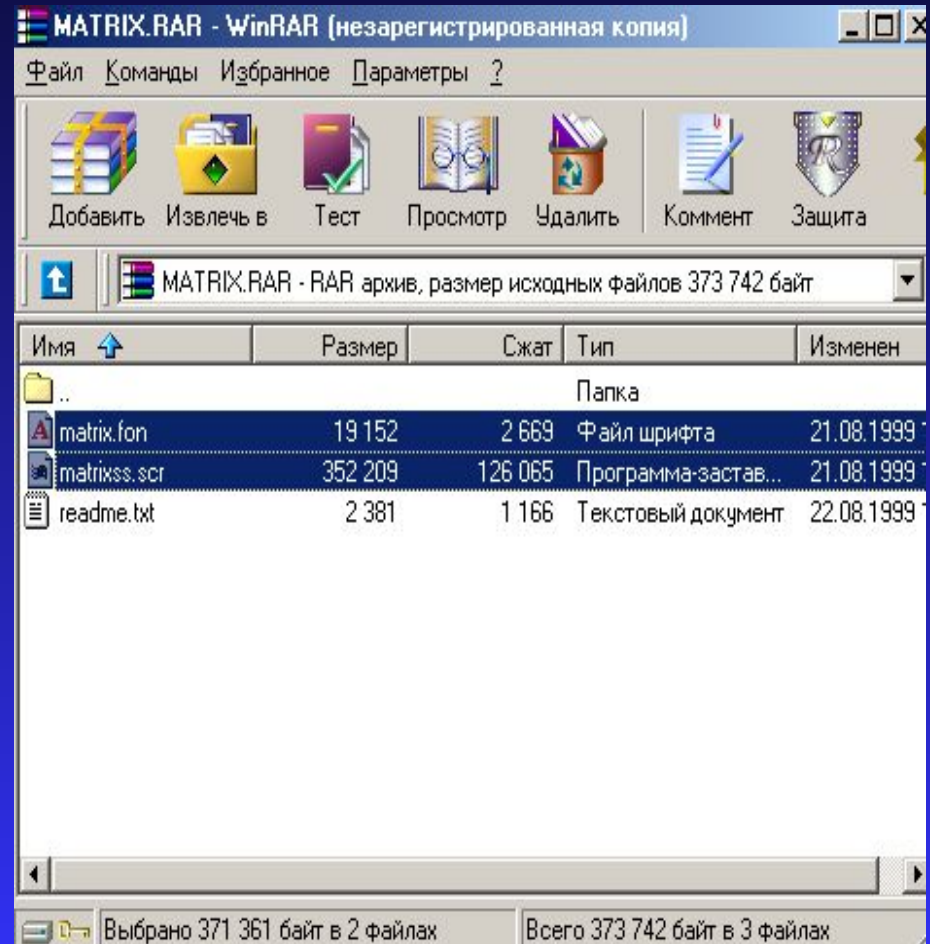 MATRIX.RAR - WinRAR (незарегистрированная копия)
Файл Команды Избранное Параметры ?
Добавить Извлечь в Тест Просмотр Удалить Коммент Защита
MATRIX.RAR - RAR архив, размер исходных файлов 373 742 байт
Имя Размер Сжат Тип Изменен
.. Папка
matrix.fon 19 152 2 669 Файл шрифта 21.08.1999
matrixss.scr 352 209 126 065 Программа-застав... 21.08.1999
readme.txt 2 381 1 166 Текстовый документ 22.08.1999
Выбрано 371 361 байт в 2 файлах Всего 373 742 байт в 3 файлах